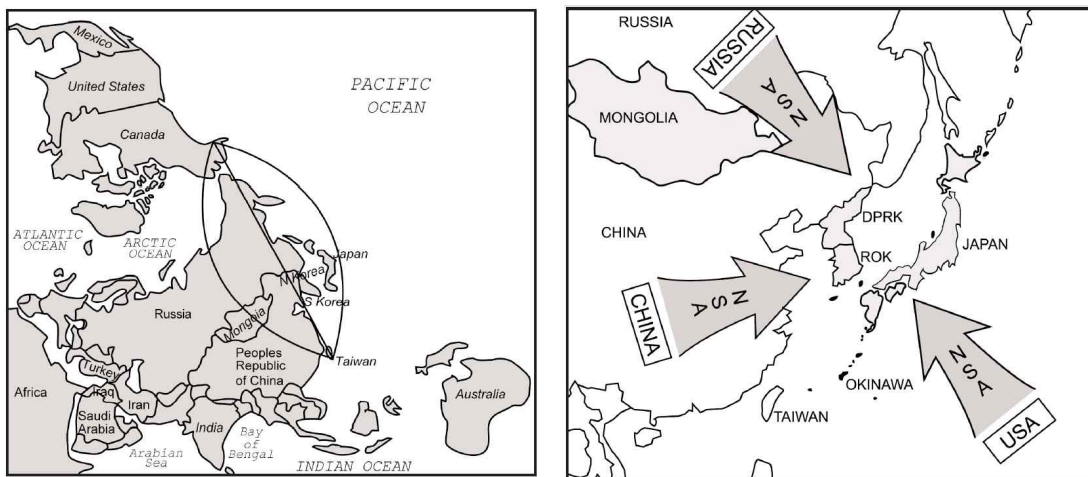 Mexico
United States
PACIFIC
OCEAN
Canada
ATLANTIC
OCEAN
ARCTIC
OCEAN
Japan
N Korea
S Korea
Russia
Mongoia
Taiwan
Peoples
Republic
of China
Turkey
Iraq
Iran
Africa
Saudi
Arabia
India
Australia
Arabian
Sea
Bay
of
Bengal
INDIAN OCEAN
RUSSIA
RUSSIA
NSA
MONGOLIA
DPRK
CHINA
ROK
JAPAN
CHINA
NSA
NSA
OKINAWA
TAIWAN
USA